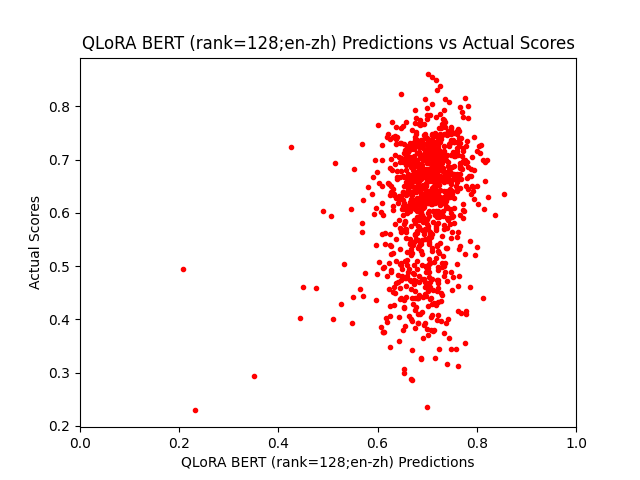 QLoRA BERT (rank=128;en-zh) Predictions vs Actual Scores
Actual Scores
0.8
0.7
0.6
0.5
0.4
0.3
0.2
0.0 0.2 0.4 0.6 0.8 1.0
QLoRA BERT (rank=128;en-zh) Predictions